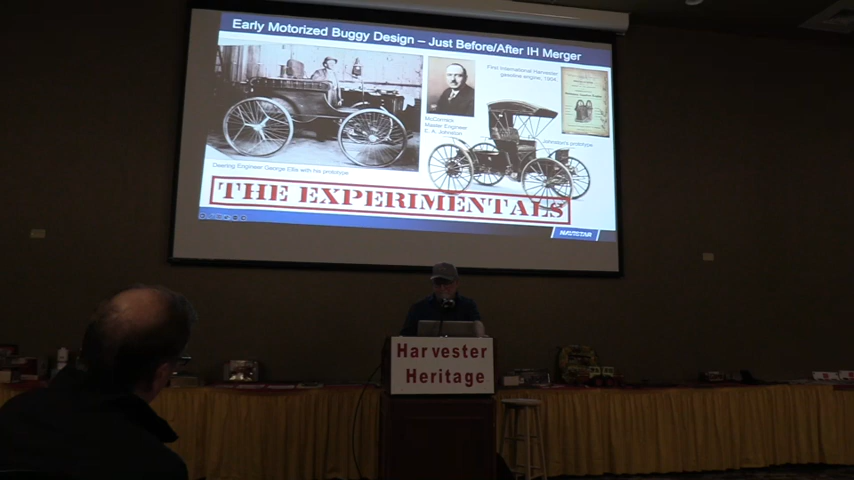 Early Motorized Buggy Design – Just Before/After IH Merger
First International Harvester
gasoline engine, 1904
McCormick
Master Engineer
E. A. Johnston
Johnston's prototype
Deering Engineer George Ellis with his prototype
THE EXPERIMENTALS
NAVISTAR
Harvester
Heritage